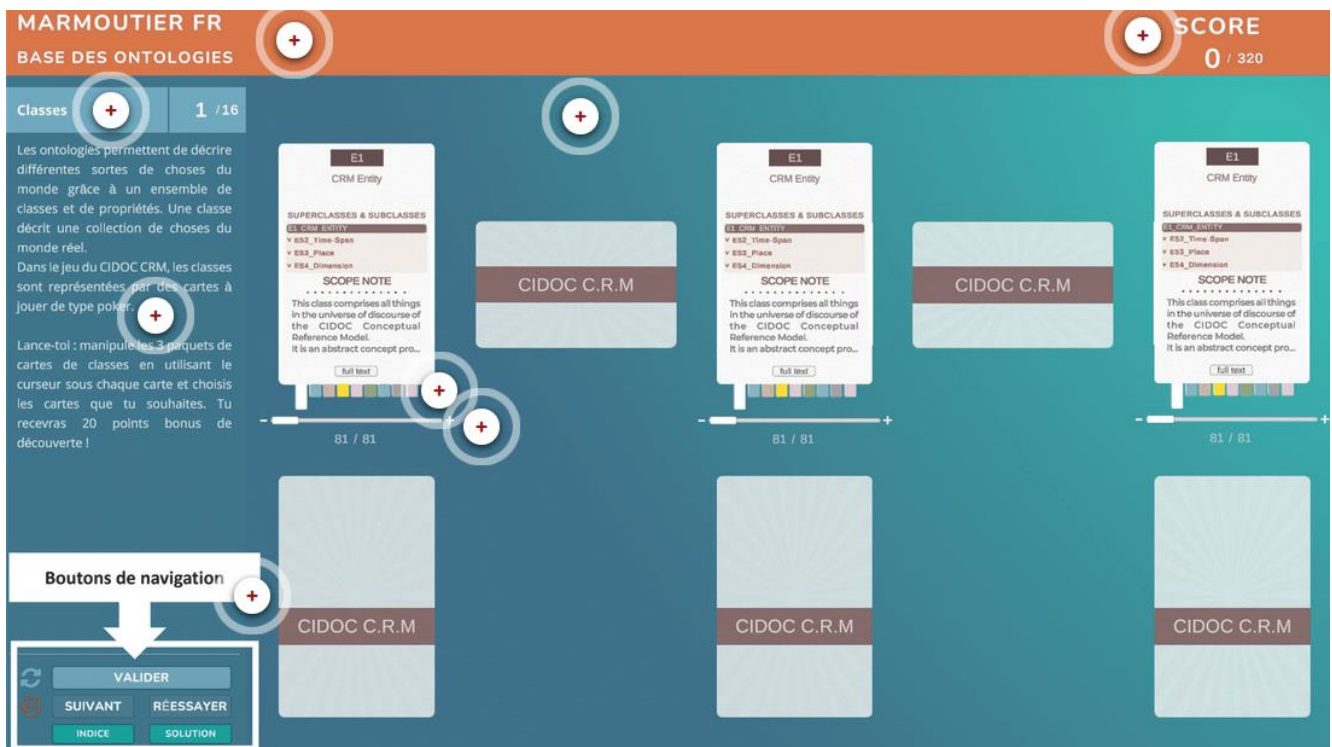 MARMOUTIER FR
BASE DES ONTOLOGIES
SCORE
0 / 320
Classes
1 /16
Les ontologies permettent de décrire
différentes sortes de choses du
monde grâce à un ensemble de
classes et de propriétés. Une classe
décrit une collection de choses du
monde réel.
Dans le jeu du CIDOC CRM, les classes
sont représentées par des cartes à
jouer de type poker.
Lance-toi : manipule les 3 paquets de
cartes de classes en utilisant le
curseur sous chaque carte et choisis
les cartes que tu souhaites. Tu
recevras 20 points bonus de
découverte !
Boutons de navigation
VALIDER
SUIVANT
RÉESSAYER
INDICE
SOLUTION
E1
CRM Entity
SUPERCLASSES & SUBCLASSES
E1_CRM_ENTITY
v E52_Time-Span
v E53_Place
v E54_Dimension
SCOPE NOTE
This class comprises all things
in the universe of discourse of
the CIDOC Conceptual
Reference Model.
It is an abstract concept pro...
full text
- +
81 / 81
CIDOC C.R.M
E1
CRM Entity
SUPERCLASSES & SUBCLASSES
E1_CRM_ENTITY
v E52_Time-Span
v E53_Place
v E54_Dimension
SCOPE NOTE
This class comprises all things
in the universe of discourse of
the CIDOC Conceptual
Reference Model.
It is an abstract concept pro...
full text
- +
81 / 81
CIDOC C.R.M
E1
CRM Entity
SUPERCLASSES & SUBCLASSES
E1_CRM_ENTITY
v E52_Time-Span
v E53_Place
v E54_Dimension
SCOPE NOTE
This class comprises all things
in the universe of discourse of
the CIDOC Conceptual
Reference Model.
It is an abstract concept pro...
full text
- +
81 / 81
CIDOC C.R.M
CIDOC C.R.M
CIDOC C.R.M